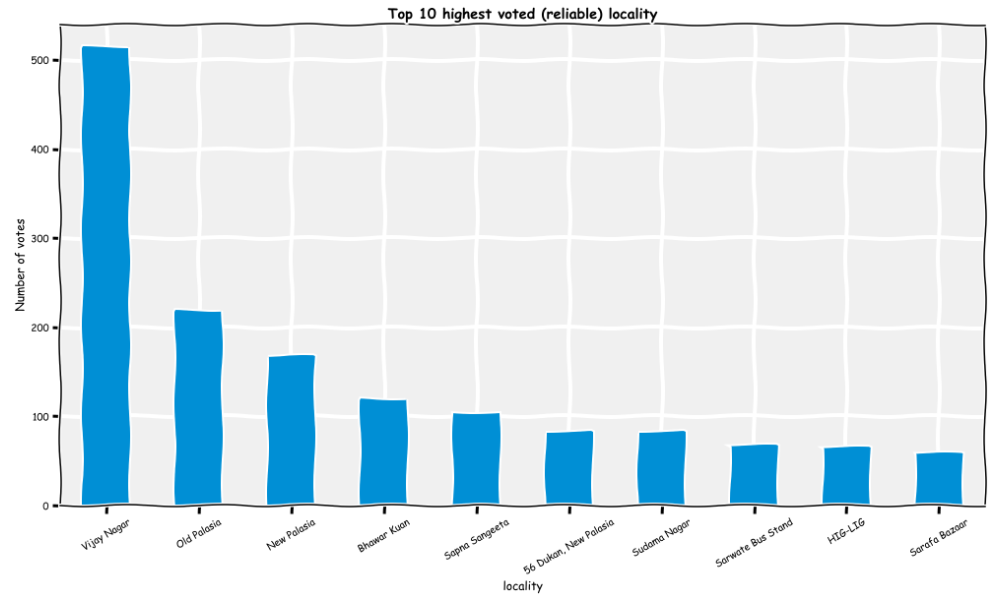 Top 10 highest voted (reliable) locality
Number of votes
500
400
300
200
100
0
Vijay Nagar
Old Palasia
New Palasia
Bhawar Kuan
Sapna Sangeeta
56 Dukan, New Palasia
Sudama Nagar
Sarwate Bus Stand
HIG-LIG
Sarafa Bazaar
locality